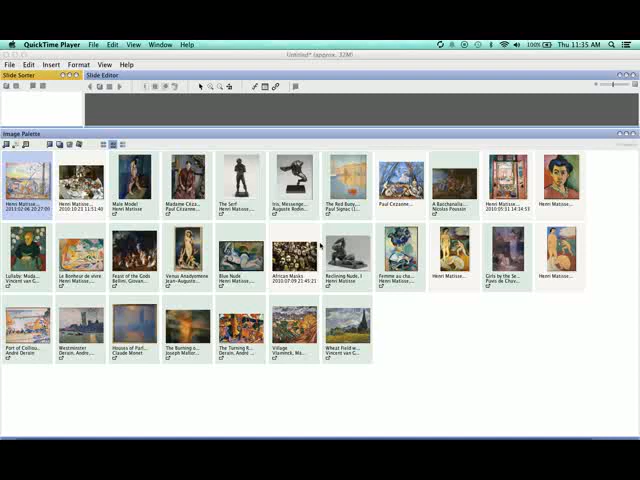 QuickTime Player File Edit View Window Help 100% Thu 11:35 AM
Untitled* (approx. 32M)
File Edit Insert Format View Help
Slide Sorter Slide Editor
Image Palette
Henri Matisse... Henri Matisse... Male Model Madame Céza... The Serf Iris, Messenge... The Red Buoy, ... Paul Cezanne... A Bacchanalia... Henri Matisse... Henri Matisse...
2013:02:06 20:27:00 2010:10:23 11:51:40 Henri Matisse Paul Cézanne... Henri Matisse,... Auguste Rodin... Paul Signac (1... Nicolas Poussin 2010:05:31 14:34:53
Lullaby: Mada... Le Bonheur de vivre Feast of the Gods Venus Anadyomene Blue Nude African Masks Reclining Nude, I Femme au cha... Henri Matisse... Girls by the Se... Henri Matisse...
Vincent van G... Henri Matisse,... Bellini, Giovan... Jean-Auguste... Henri Matisse,... 2010:07:09 21:45:21 Henri Matisse Henri Matisse,... Puvis de Chav...
Port of Colliou... Westminster Houses of Parl... The Burning o... The Turning R... Village Wheat Field w...
André Derain Derain, Andre,... Claude Monet Joseph Mallor... Derain, André ... Vlaminck, Ma... Vincent van G...